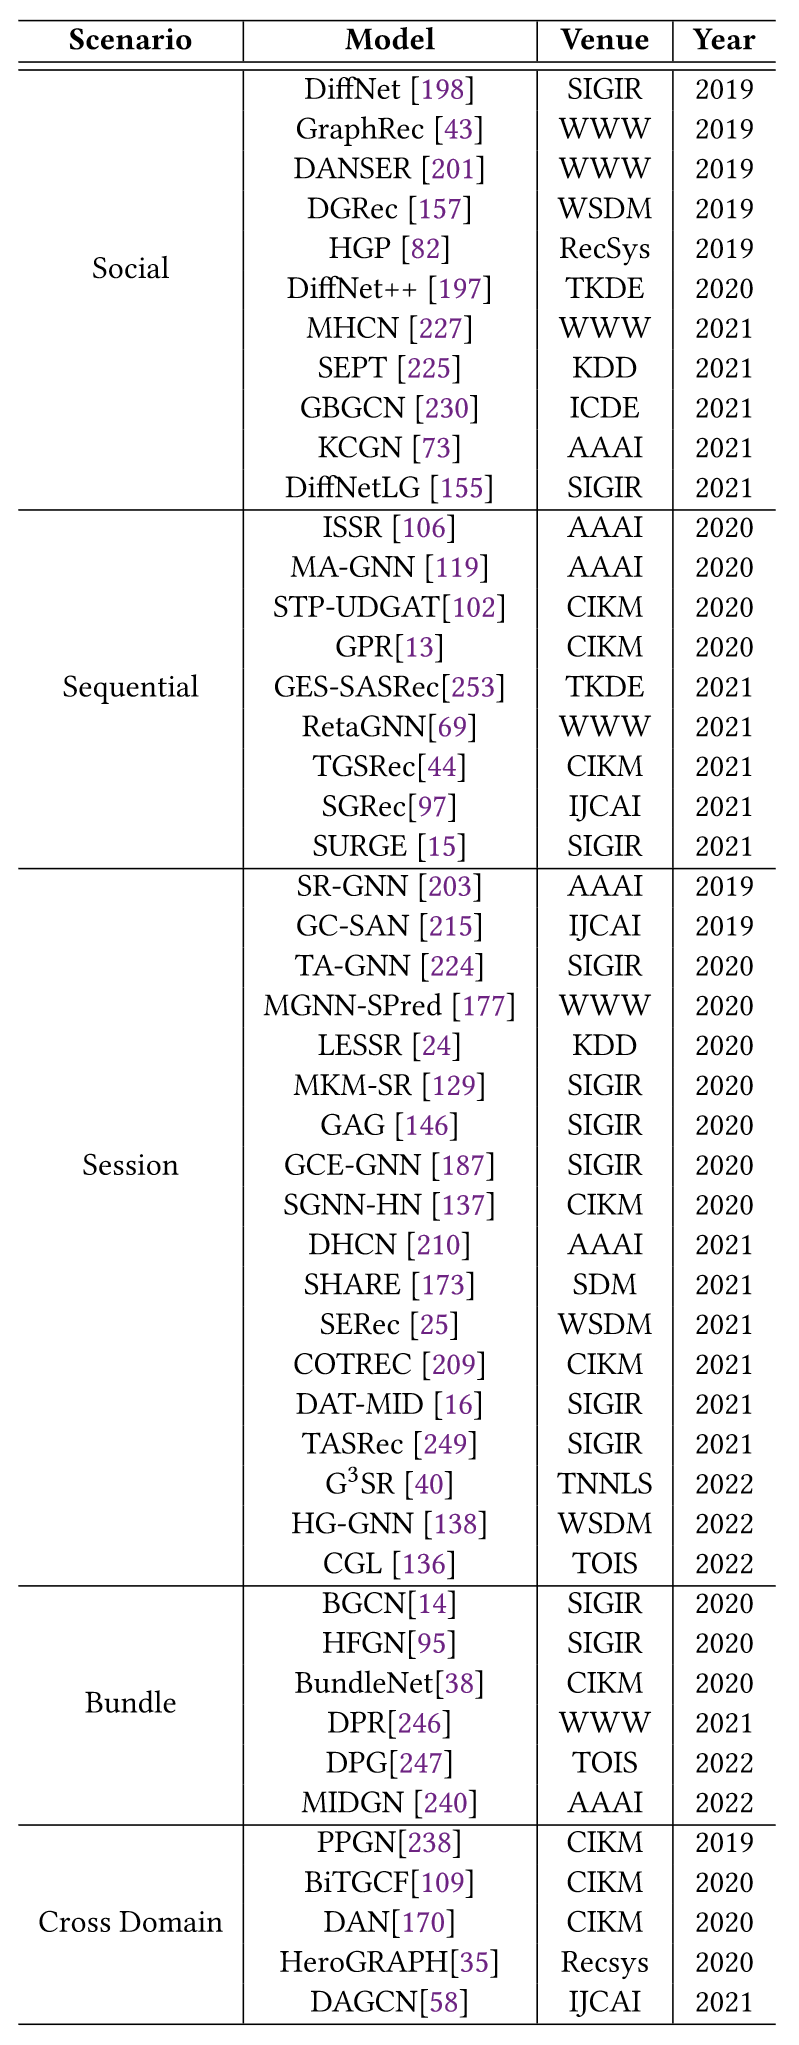 Scenario Model Venue Year
DiffNet [198] SIGIR 2019
GraphRec [43] WWW 2019
DANSER [201] WWW 2019
DGRec [157] WSDM 2019
HGP [82] RecSys 2019
Social
DiffNet++ [197] TKDE 2020
MHCN [227] WWW 2021
SEPT [225] KDD 2021
GBGCN [230] ICDE 2021
KCGN [73] AAAI 2021
DiffNetLG [155] SIGIR 2021
ISSR [106] AAAI 2020
MA-GNN [119] AAAI 2020
STP-UDGAT[102] CIKM 2020
GPR[13] CIKM 2020
Sequential GES-SASRec[253] TKDE 2021
RetaGNN[69] WWW 2021
TGSRec[44] CIKM 2021
SGRec[97] IJCAI 2021
SURGE [15] SIGIR 2021
SR-GNN [203] AAAI 2019
GC-SAN [215] IJCAI 2019
TA-GNN [224] SIGIR 2020
MGNN-SPred [177] WWW 2020
LESSR [24] KDD 2020
MKM-SR [129] SIGIR 2020
GAG [146] SIGIR 2020
Session GCE-GNN [187] SIGIR 2020
SGNN-HN [137] CIKM 2020
DHCN [210] AAAI 2021
SHARE [173] SDM 2021
SERec [25] WSDM 2021
COTREC [209] CIKM 2021
DAT-MID [16] SIGIR 2021
TASRec [249] SIGIR 2021
G³SR [40] TNNLS 2022
HG-GNN [138] WSDM 2022
CGL [136] TOIS 2022
BGCN[14] SIGIR 2020
HFGN[95] SIGIR 2020
BundleNet[38] CIKM 2020
Bundle
DPR[246] WWW 2021
DPG[247] TOIS 2022
MIDGN [240] AAAI 2022
PPGN[238] CIKM 2019
BiTGCF[109] CIKM 2020
Cross Domain DAN[170] CIKM 2020
HeroGRAPH[35] Recsys 2020
DAGCN[58] IJCAI 2021